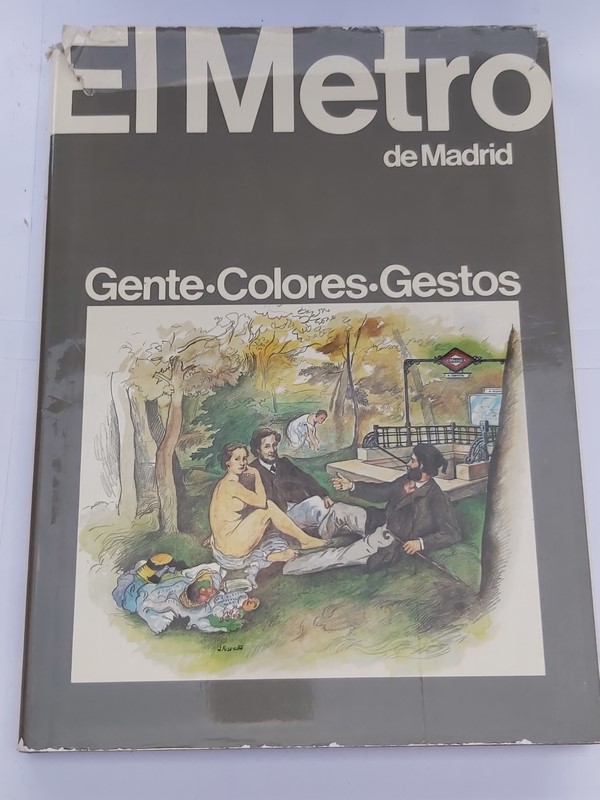 El Metro
de Madrid
Gente•Colores•Gestos